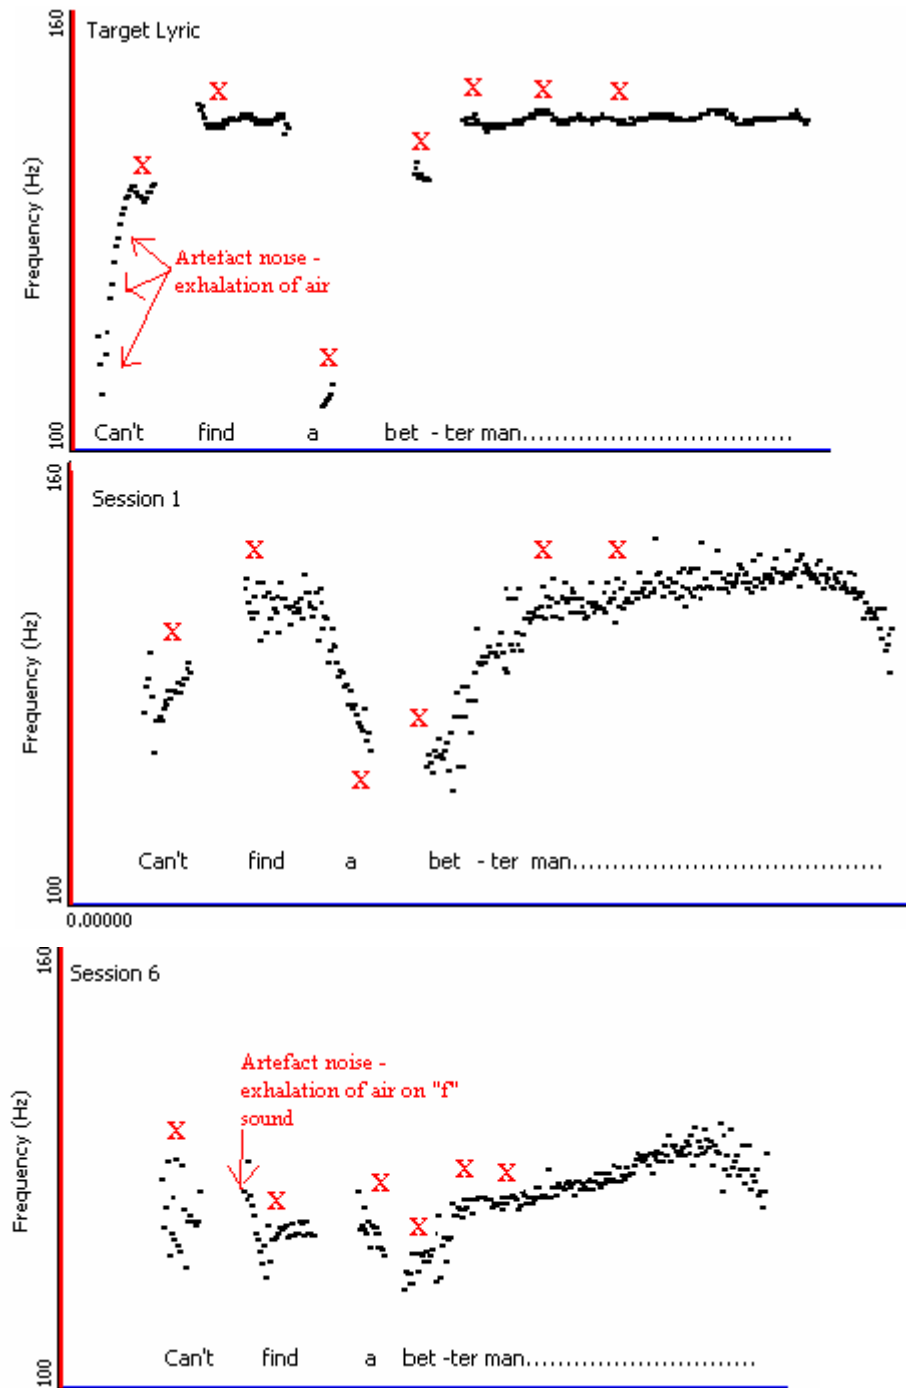 160
Target Lyric
X
X X X X
X
Frequency (Hz)
Artefact noise -
exhalation of air
X
100
Can't find a bet - ter man...................................
160
Session 1
X X X
X
Frequency (Hz)
X
X
Can't find a bet - ter man.......................................
100
0.00000
160
Session 6
Artefact noise -
exhalation of air on "f"
sound
Frequency (Hz)
X
X X X
X
X
Can't find a bet -ter man..............................
100